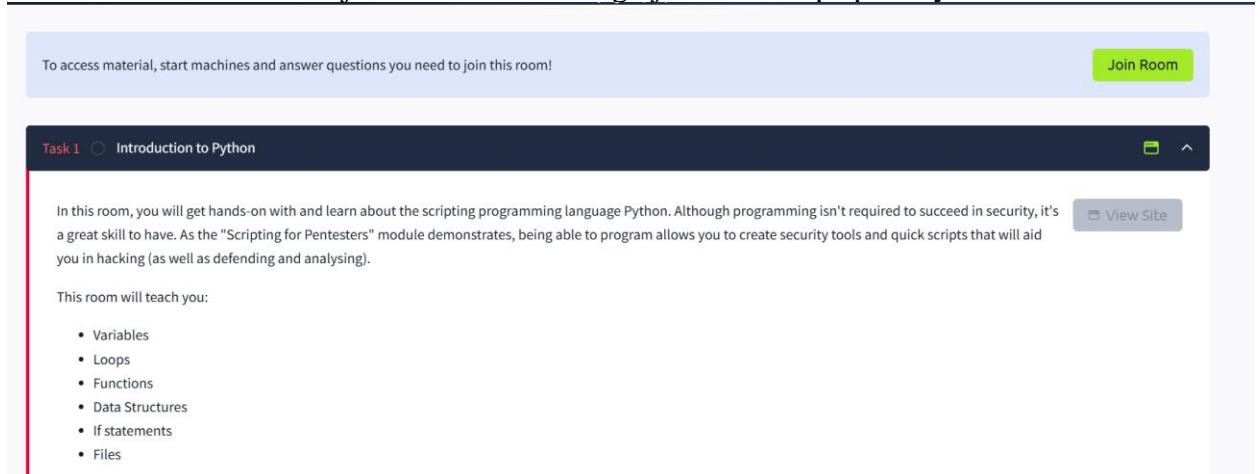 To access material, start machines and answer questions you need to join this room!
Join Room
Task 1 Introduction to Python
In this room, you will get hands-on with and learn about the scripting programming language Python. Although programming isn't required to succeed in security, it's
a great skill to have. As the "Scripting for Pentesters" module demonstrates, being able to program allows you to create security tools and quick scripts that will aid
you in hacking (as well as defending and analysing).
View Site
This room will teach you:
• Variables
• Loops
• Functions
• Data Structures
• If statements
• Files